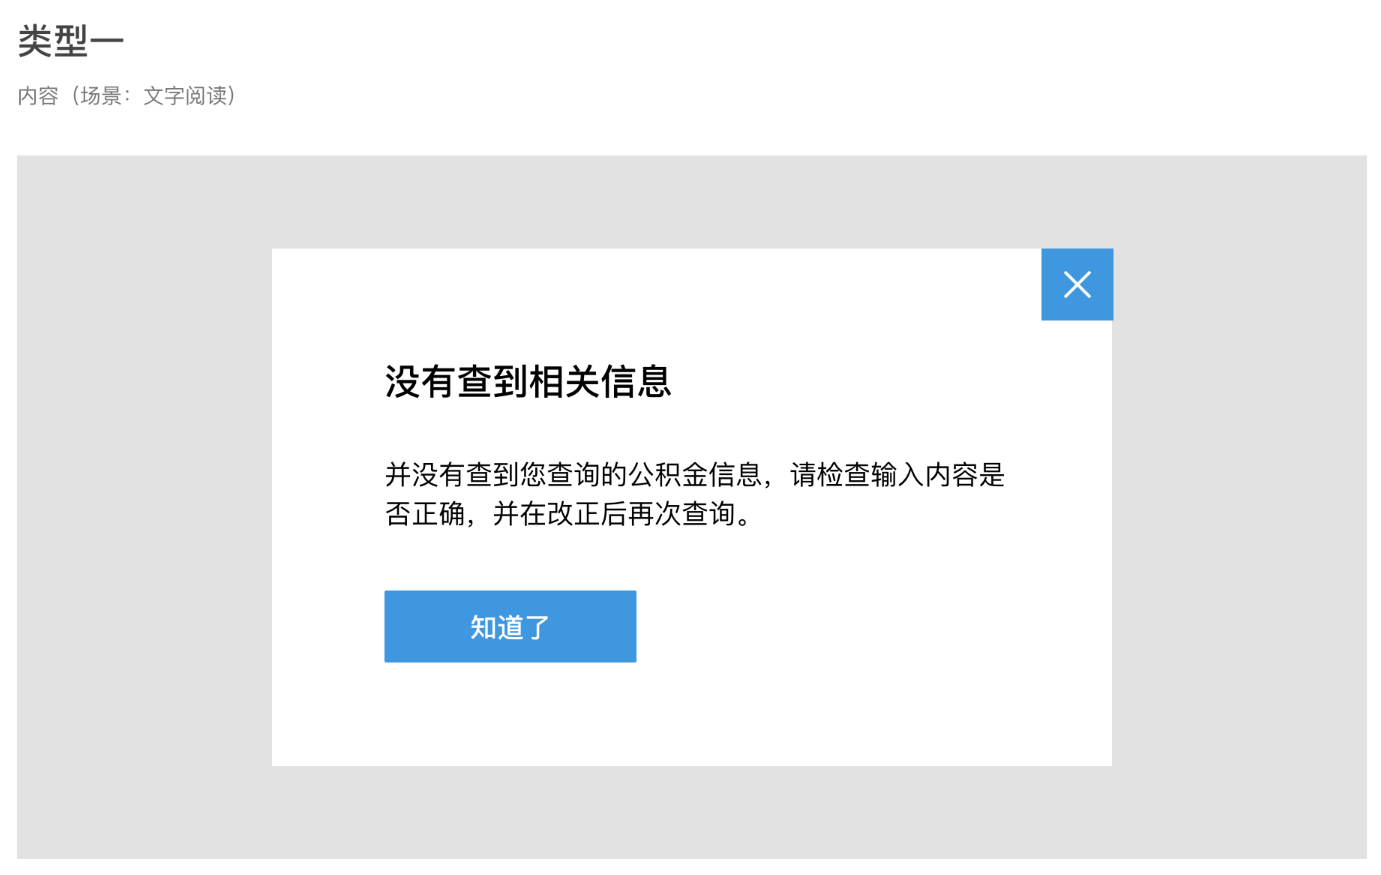 类型一
内容（场景：文字阅读）
没有查到相关信息
并没有查到您查询的公积金信息，请检查输入内容是
否正确，并在改正后再次查询。
知道了